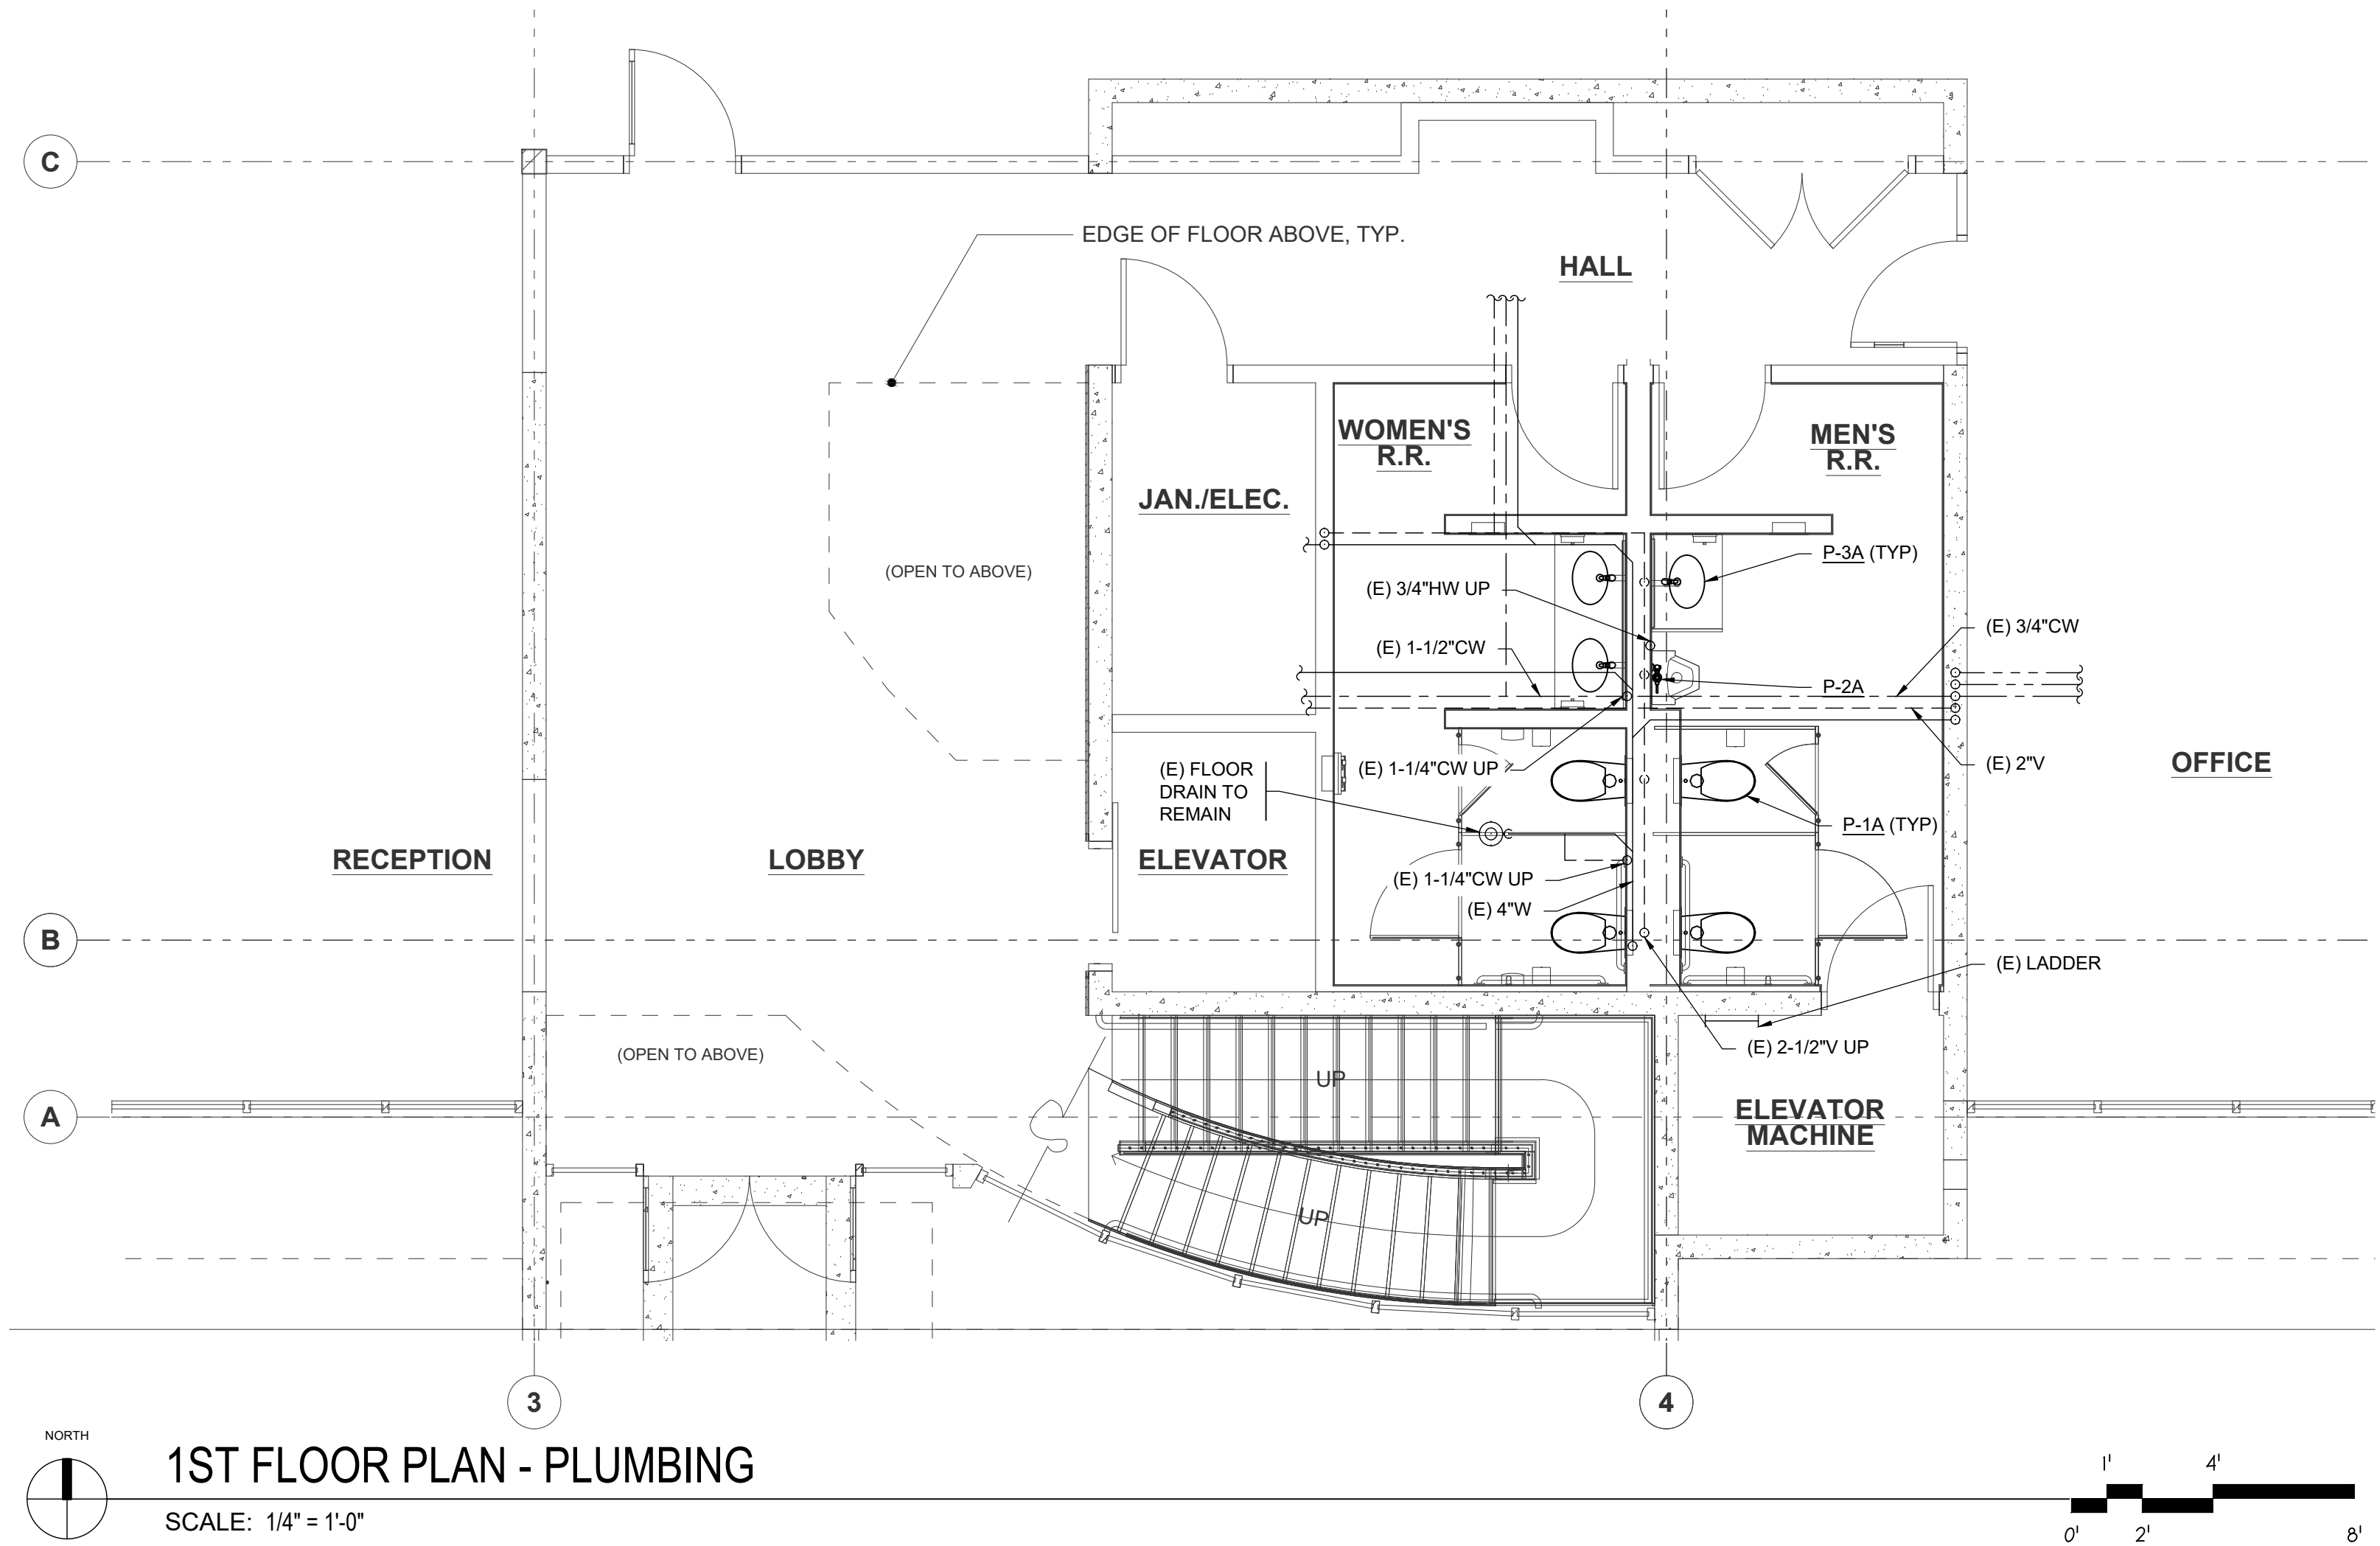 C
EDGE OF FLOOR ABOVE, TYP.
HALL
WOMEN'S
R.R.
MEN'S
R.R.
JAN./ELEC.
P-3A (TYP)
(OPEN TO ABOVE)
(E) 3/4"HW UP
(E) 3/4"CW
(E) 1-1/2"CW
P-2A
(E) 1-1/4"CW UP
(E) FLOOR
DRAIN TO
REMAIN
(E) 2"V
OFFICE
P-1A (TYP)
RECEPTION
LOBBY
ELEVATOR
(E) 1-1/4"CW UP
(E) 4"W
B
(E) LADDER
(E) 2-1/2"V UP
(OPEN TO ABOVE)
UP
A
ELEVATOR
MACHINE
UP
3
4
NORTH
1ST FLOOR PLAN - PLUMBING
SCALE: 1/4" = 1'-0"
1' 4'
0' 2' 8'